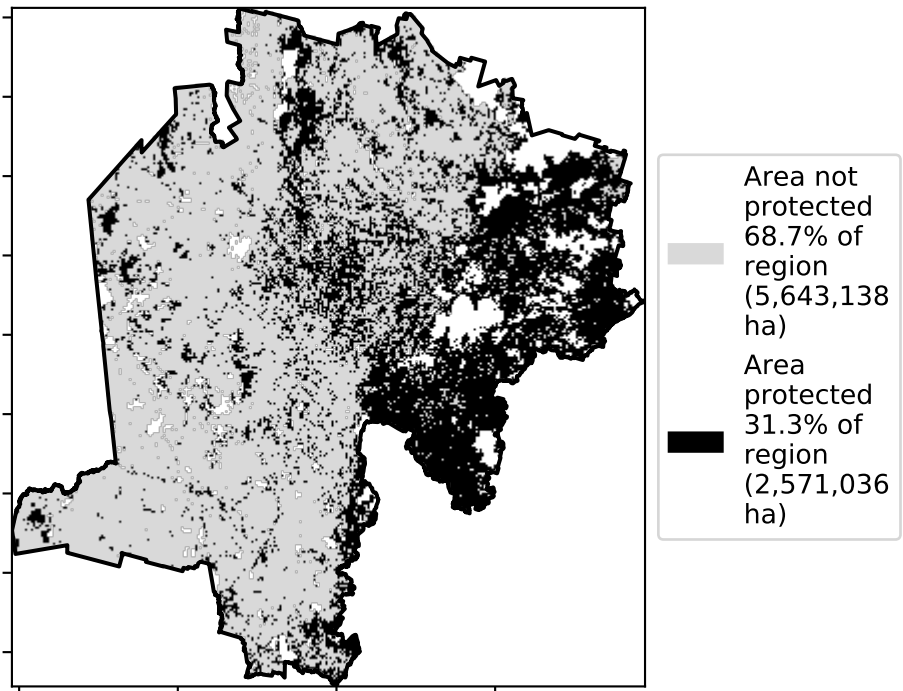 Area not
protected
68.7% of
region
(5,643,138
ha)
Area
protected
31.3% of
region
(2,571,036
ha)